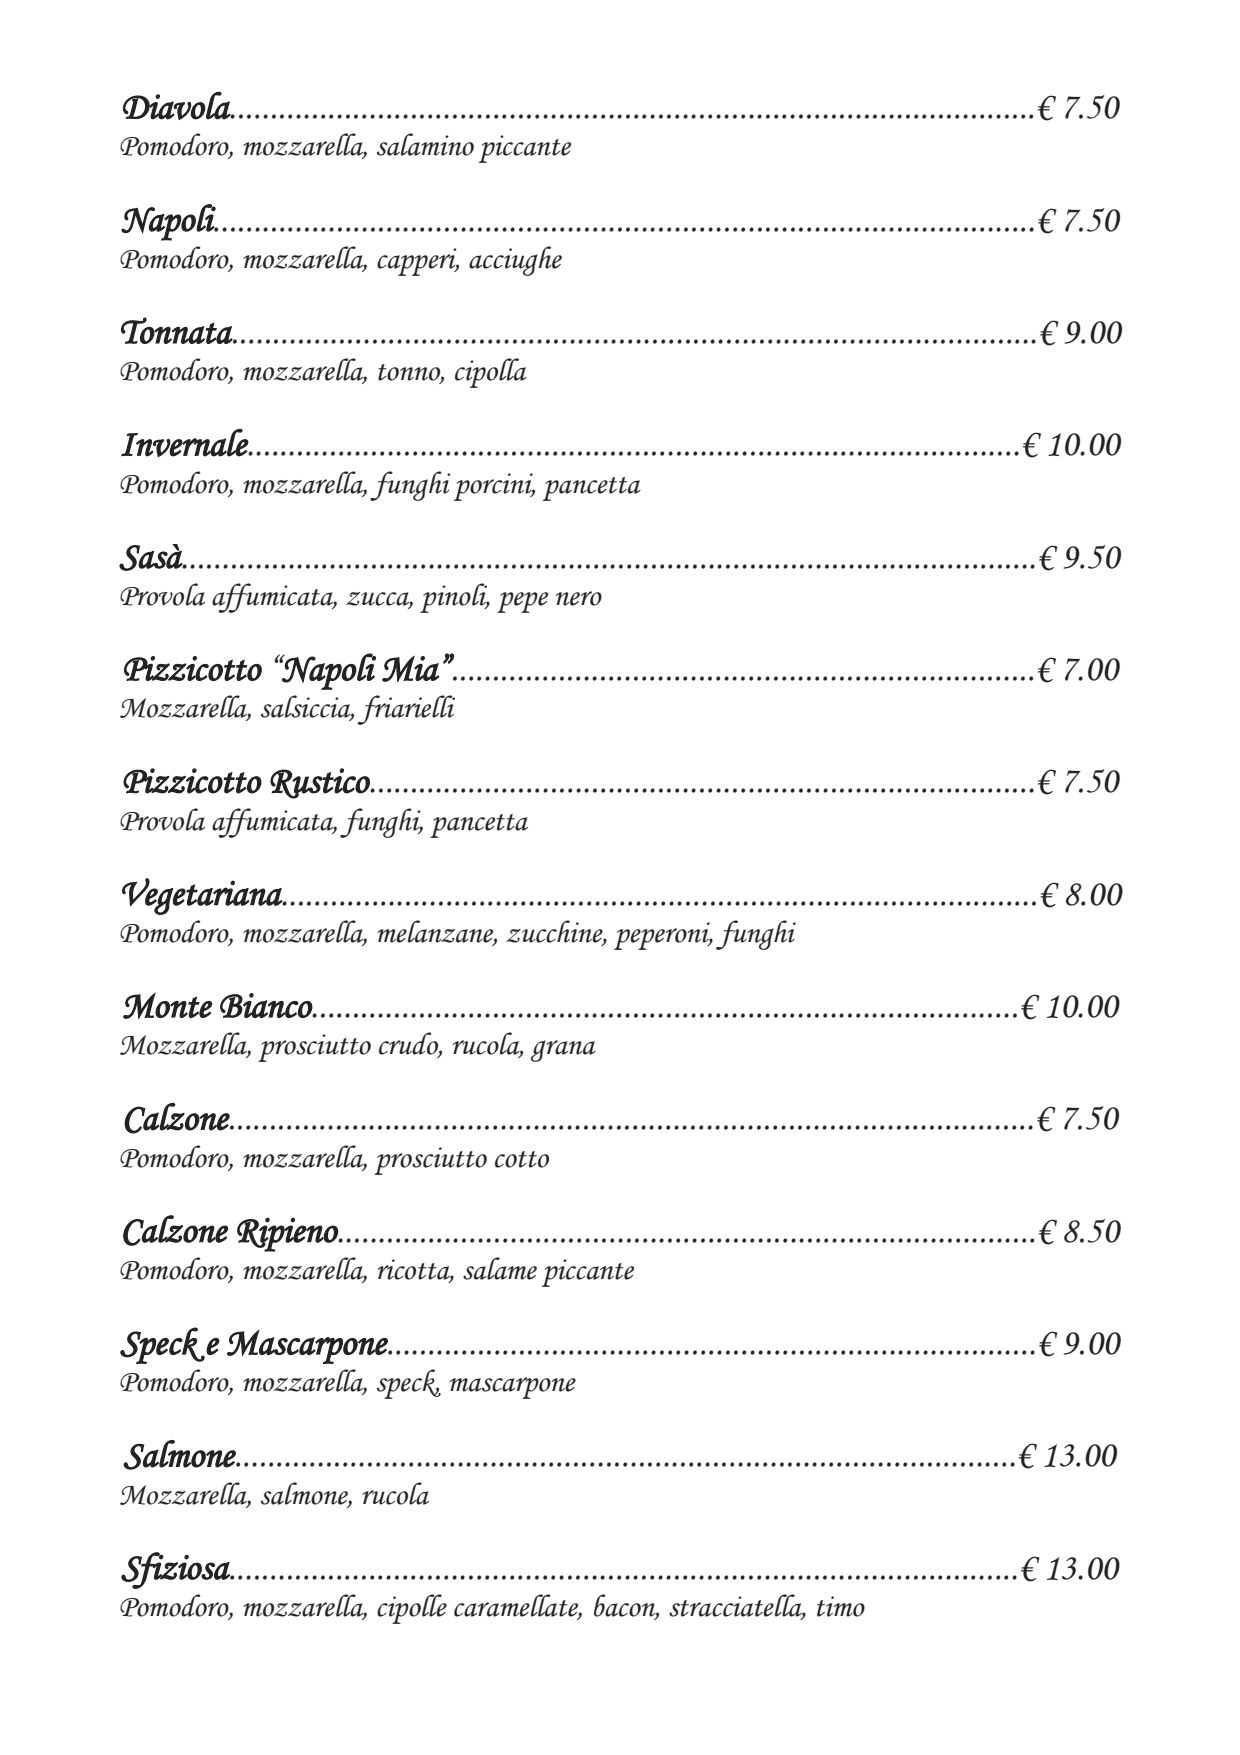 Diavola..........................................................................................€ 7.50
Pomodoro, mozzarella, salamino piccante
Napoli............................................................................................€ 7.50
Pomodoro, mozzarella, capperi, acciughe
Tonnata..........................................................................................€ 9.00
Pomodoro, mozzarella, tonno, cipolla
Invernale.......................................................................................€ 10.00
Pomodoro, mozzarella, funghi porcini, pancetta
Sasà................................................................................................€ 9.50
Provola affumicata, zucca, pinoli, pepe nero
Pizzicotto “Napoli Mia”.................................................................€ 7.00
Mozzarella, salsiccia, friarielli
Pizzicotto Rustico..........................................................................€ 7.50
Provola affumicata, funghi, pancetta
Vegetariana....................................................................................€ 8.00
Pomodoro, mozzarella, melanzane, zucchine, peperoni, funghi
Monte Bianco...............................................................................€ 10.00
Mozzarella, prosciutto crudo, rucola, grana
Calzone..........................................................................................€ 7.50
Pomodoro, mozzarella, prosciutto cotto
Calzone Ripieno..............................................................................€ 8.50
Pomodoro, mozzarella, ricotta, salame piccante
Speck e Mascarpone........................................................................€ 9.00
Pomodoro, mozzarella, speck, mascarpone
Salmone........................................................................................€ 13.00
Mozzarella, salmone, rucola
Sfiziosa.........................................................................................€ 13.00
Pomodoro, mozzarella, cipolle caramellate, bacon, stracciatella, timo